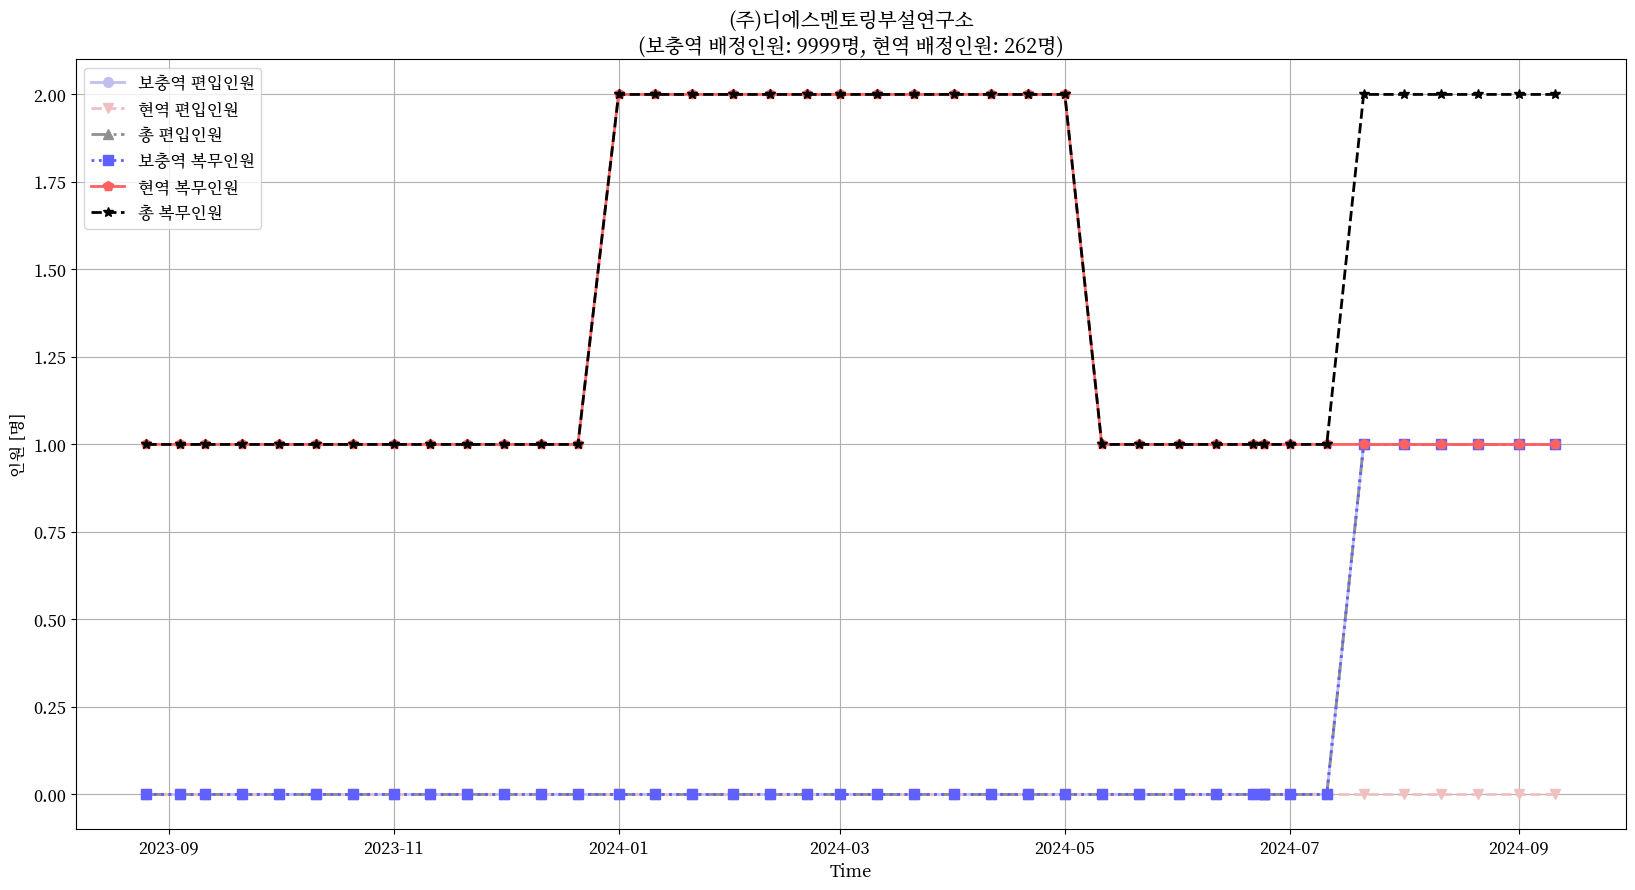 (주)디에스멘토링부설연구소
(보충역 배정인원: 9999명, 현역 배정인원: 262명)
보충역 편입인원
현역 편입인원
총 편입인원
보충역 복무인원
현역 복무인원
총 복무인원
2.00
1.75
1.50
1.25
1.00
0.75
0.50
0.25
0.00
인원 [명]
2023-09 2023-11 2024-01 2024-03 2024-05 2024-07 2024-09
Time